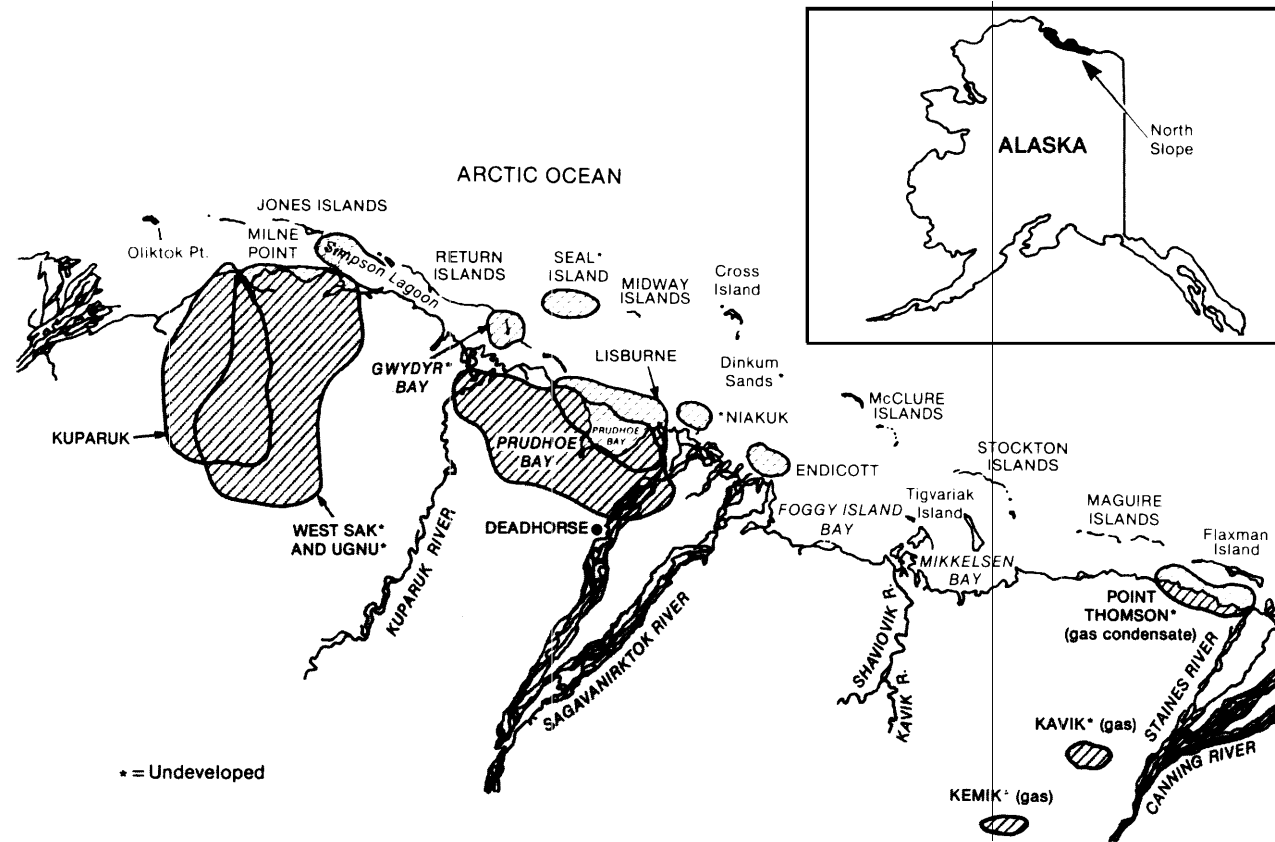 ALASKA
North
Slope
ARCTIC OCEAN
JONES ISLANDS
Oliktok Pt.
MILNE
POINT
Simpson Lagoon
RETURN
ISLANDS
SEAL*
ISLAND
MIDWAY
ISLANDS
Cross
Island
GWYDYR*
BAY
LISBURNE
Dinkum
Sands*
*NIAKUK
McCLURE
ISLANDS
KUPARUK
PRUDHOE
BAY
PRUDHOE
BAY
ENDICOTT
STOCKTON
ISLANDS
WEST SAK*
AND UGNU*
KUPARUK RIVER
DEADHORSE
FOGGY ISLAND
BAY
Tigvariak
Island
MAGUIRE
ISLANDS
Flaxman
Island
MIKKELSEN
BAY
POINT
THOMSON*
(gas condensate)
SAGAVANIRKTOK RIVER
SHAVIOVIK R.
KAVIK R.
STAINES RIVER
CANNING RIVER
KAVIK* (gas)
KEMIK* (gas)
* = Undeveloped